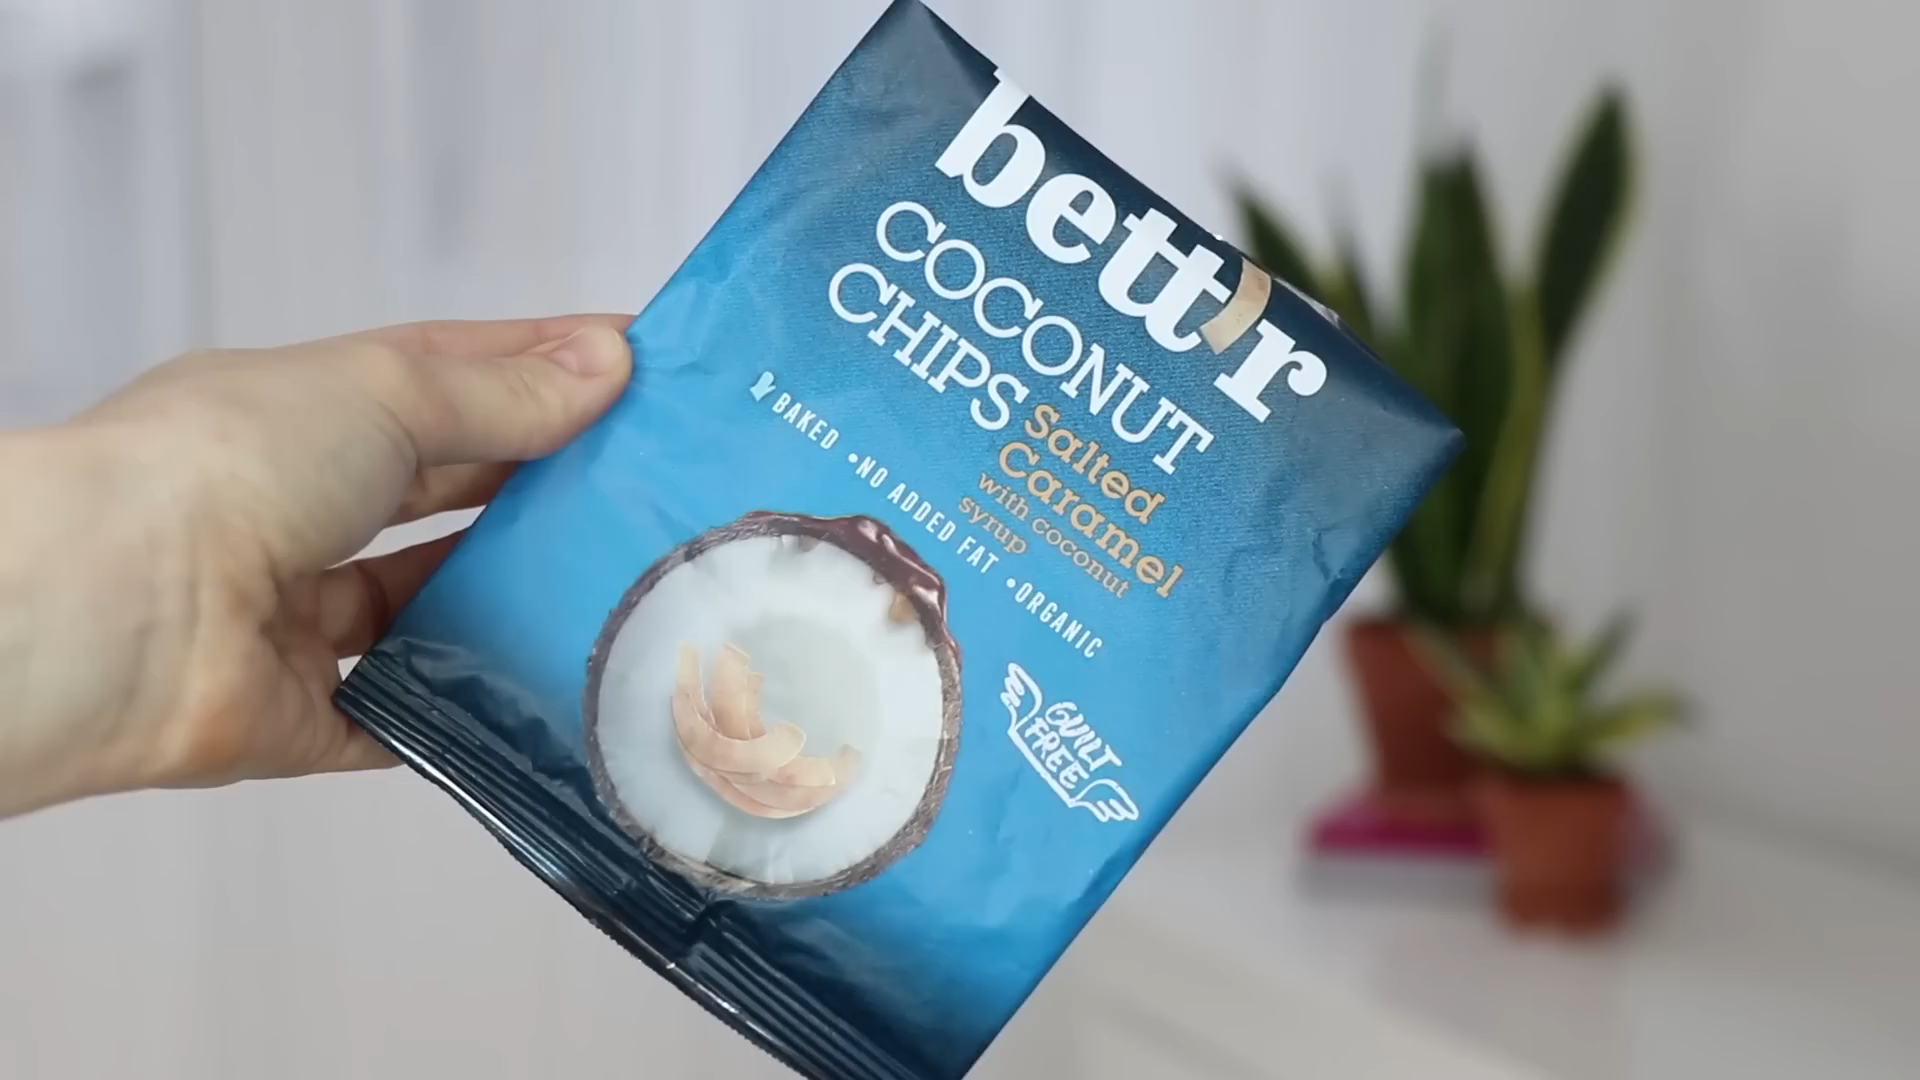 bett'r
COCONUT
CHIPS
Salted
Caramel
with coconut
syrup
BAKED •NO ADDED FAT •ORGANIC
GUILT
FREE